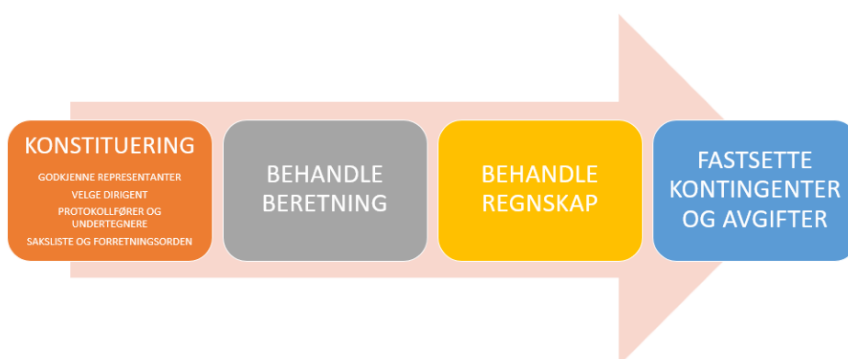 KONSTITUERING
GODKJENNE REPRESENTANTER
VELGE DIRIGENT
PROTOKOLLFØRER OG
UNDERTEGNERE
SAKSLISTE OG FORRETNINGSORDEN
BEHANDLE
BERETNING
BEHANDLE
REGNSKAP
FASTSETTE
KONTINGENTER
OG AVGIFTER